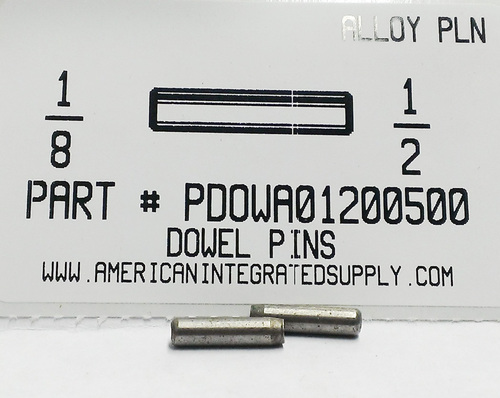 ALLOY PLN
1/8
1/2
PART # PDOWA01200500
DOWEL PINS
WWW.AMERICANINTEGRATEDSUPPLY.COM